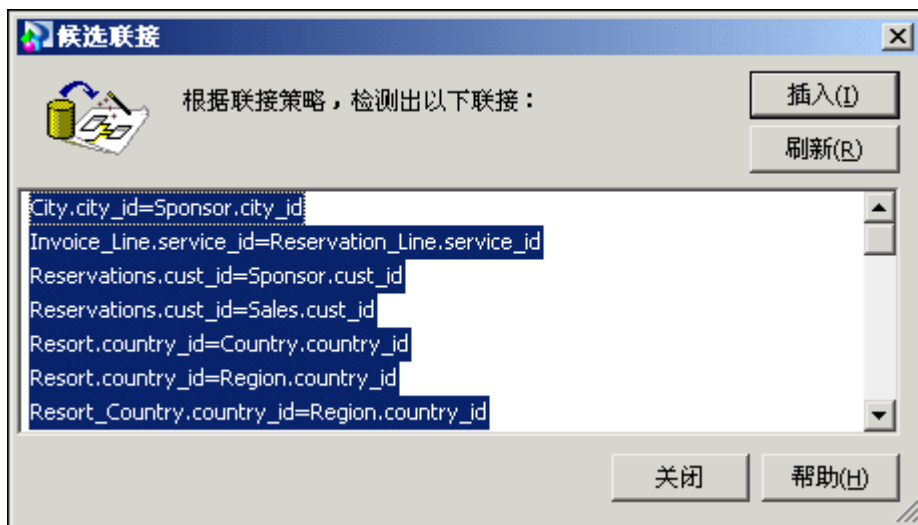 候选联接
根据联接策略，检测出以下联接：
插入(I)
刷新(R)
City.city_id=Sponsor.city_id
Invoice_Line.service_id=Reservation_Line.service_id
Reservations.cust_id=Sponsor.cust_id
Reservations.cust_id=Sales.cust_id
Resort.country_id=Country.country_id
Resort.country_id=Region.country_id
Resort_Country.country_id=Region.country_id
关闭
帮助(H)